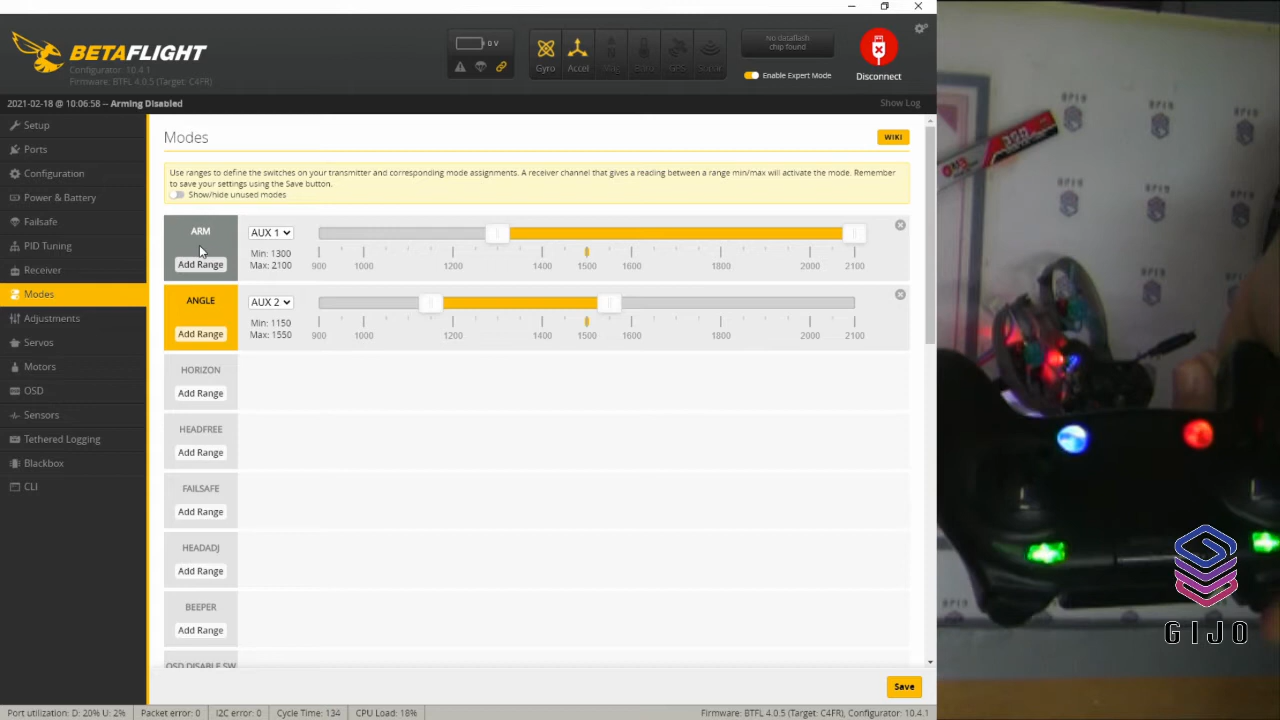 BETAFLIGHT
Configurator: 10.4.1
Firmware: BTFL 4.0.5 (Target: C4FR)
0 V
Gyro
Accel
Mag
Baro
GPS
Sonar
No dataflash
chip found
Enable Expert Mode
Disconnect
2021-02-18 @ 10:06:58 -- Arming Disabled
Show Log
Setup
Ports
Configuration
Power & Battery
Failsafe
PID Tuning
Receiver
Modes
Adjustments
Servos
Motors
OSD
Sensors
Tethered Logging
Blackbox
CLI
Modes
WIKI
Use ranges to define the switches on your transmitter and corresponding mode assignments. A receiver channel that gives a reading between a range min/max will activate the mode. Remember
to save your settings using the Save button.
Show/hide unused modes
ARM
Add Range
AUX 1
Min: 1300
Max: 2100
900 1000 1200 1400 1500 1600 1800 2000 2100
ANGLE
Add Range
AUX 2
Min: 1150
Max: 1550
900 1000 1200 1400 1500 1600 1800 2000 2100
HORIZON
Add Range
HEADFREE
Add Range
FAILSAFE
Add Range
HEADADJ
Add Range
BEEPER
Add Range
OSD DISABLE SW
Save
Port utilization: D: 20% U: 2%
Packet error: 0
I2C error: 0
Cycle Time: 134
CPU Load: 18%
Firmware: BTFL 4.0.5 (Target: C4FR), Configurator: 10.4.1
GIJO